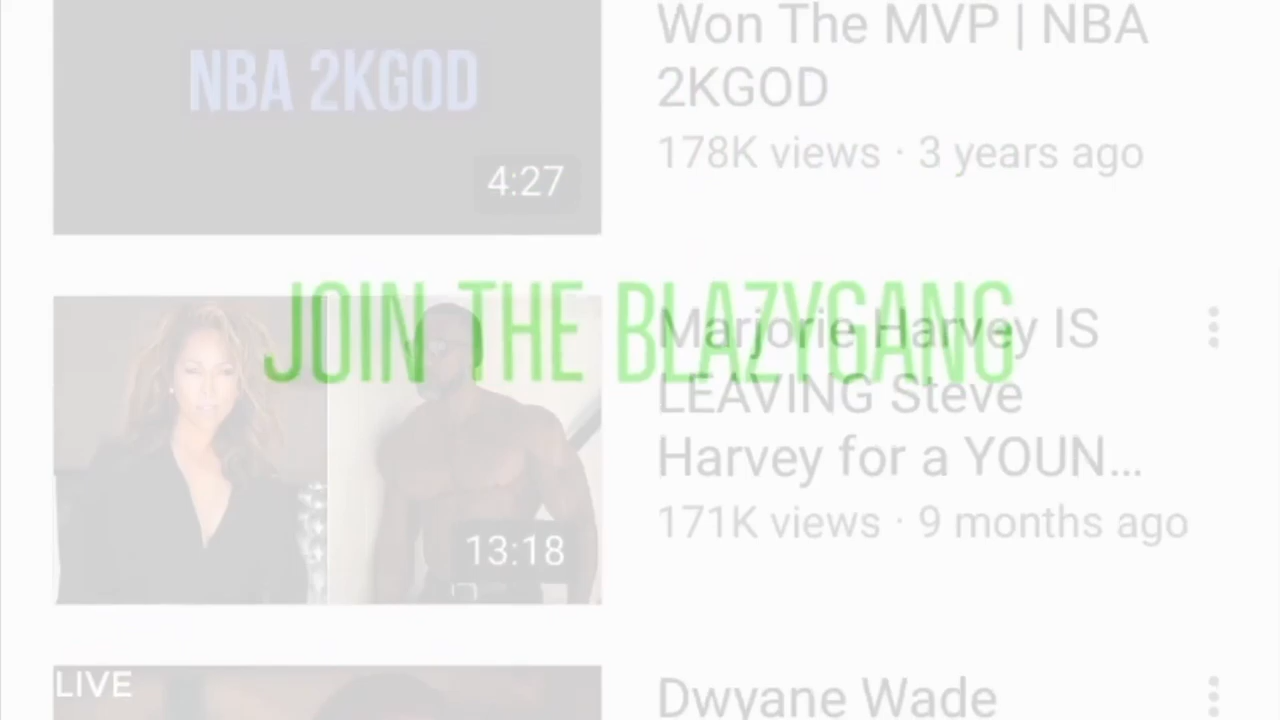 Won The MVP | NBA
2KGOD
178K views · 3 years ago
NBA 2KGOD
4:27
JOIN THE BLAZYGANG
Marjorie Harvey IS
LEAVING Steve
Harvey for a YOUN...
171K views · 9 months ago
13:18
LIVE
Dwyane Wade